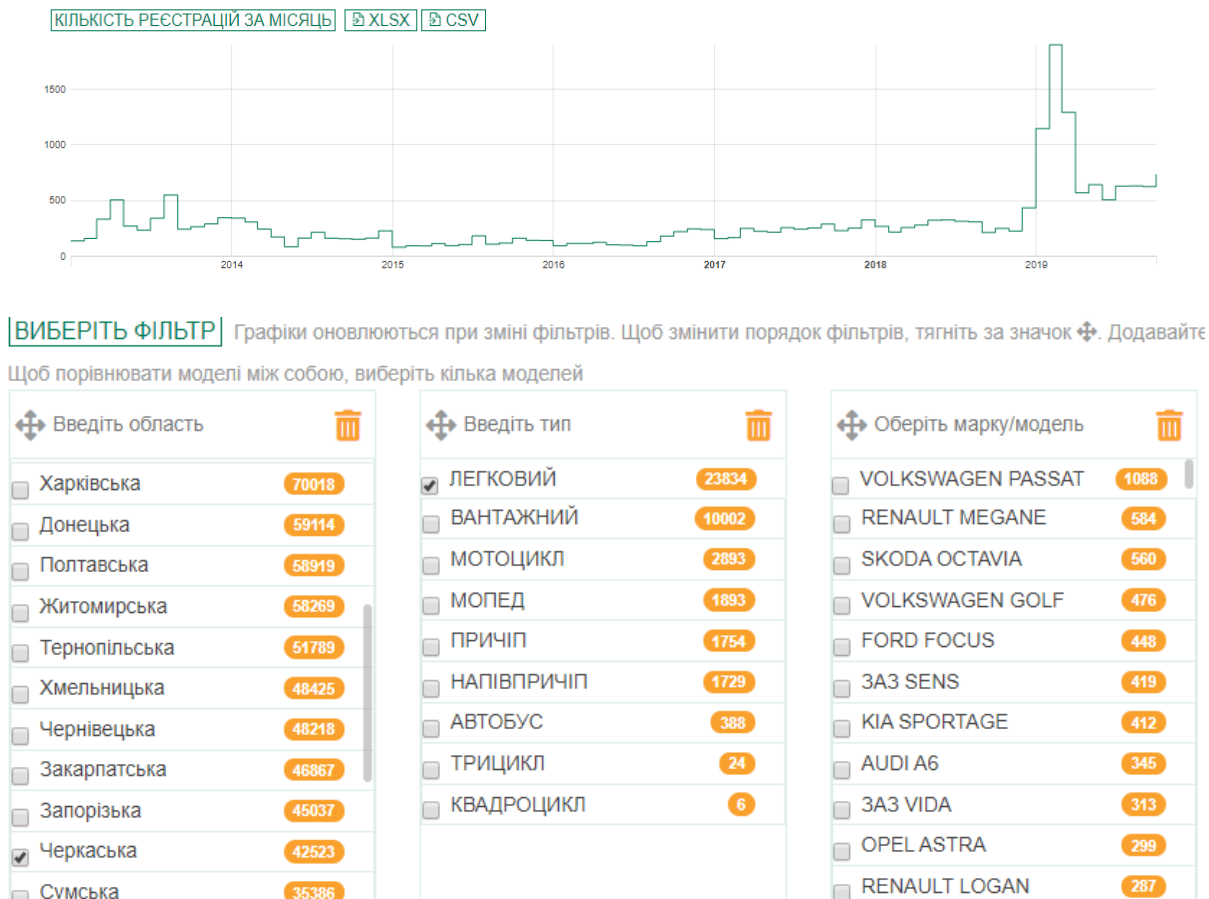 КІЛЬКІСТЬ РЕЄСТРАЦІЙ ЗА МІСЯЦЬ XLSX CSV
1500
1000
500
0
2014 2015 2016 2017 2018 2019
ВИБЕРІТЬ ФІЛЬТР Графіки оновлюються при зміні фільтрів. Щоб змінити порядок фільтрів, тягніть за значок . Додавайте
Щоб порівнювати моделі між собою, виберіть кілька моделей
Введіть область
Харківська 70018
Донецька 59114
Полтавська 58919
Житомирська 58269
Тернопільська 51789
Хмельницька 48425
Чернівецька 48218
Закарпатська 46867
Запорізька 45037
Черкаська 42523
Сумська 35386
Введіть тип
ЛЕГКОВИЙ 23834
ВАНТАЖНИЙ 10002
МОТОЦИКЛ 2893
МОПЕД 1893
ПРИЧІП 1754
НАПІВПРИЧІП 1729
АВТОБУС 388
ТРИЦИКЛ 24
КВАДРОЦИКЛ 6
Оберіть марку/модель
VOLKSWAGEN PASSAT 1088
RENAULT MEGANE 584
SKODA OCTAVIA 560
VOLKSWAGEN GOLF 476
FORD FOCUS 448
ЗАЗ SENS 419
KIA SPORTAGE 412
AUDI A6 345
ЗАЗ VIDA 313
OPEL ASTRA 299
RENAULT LOGAN 287